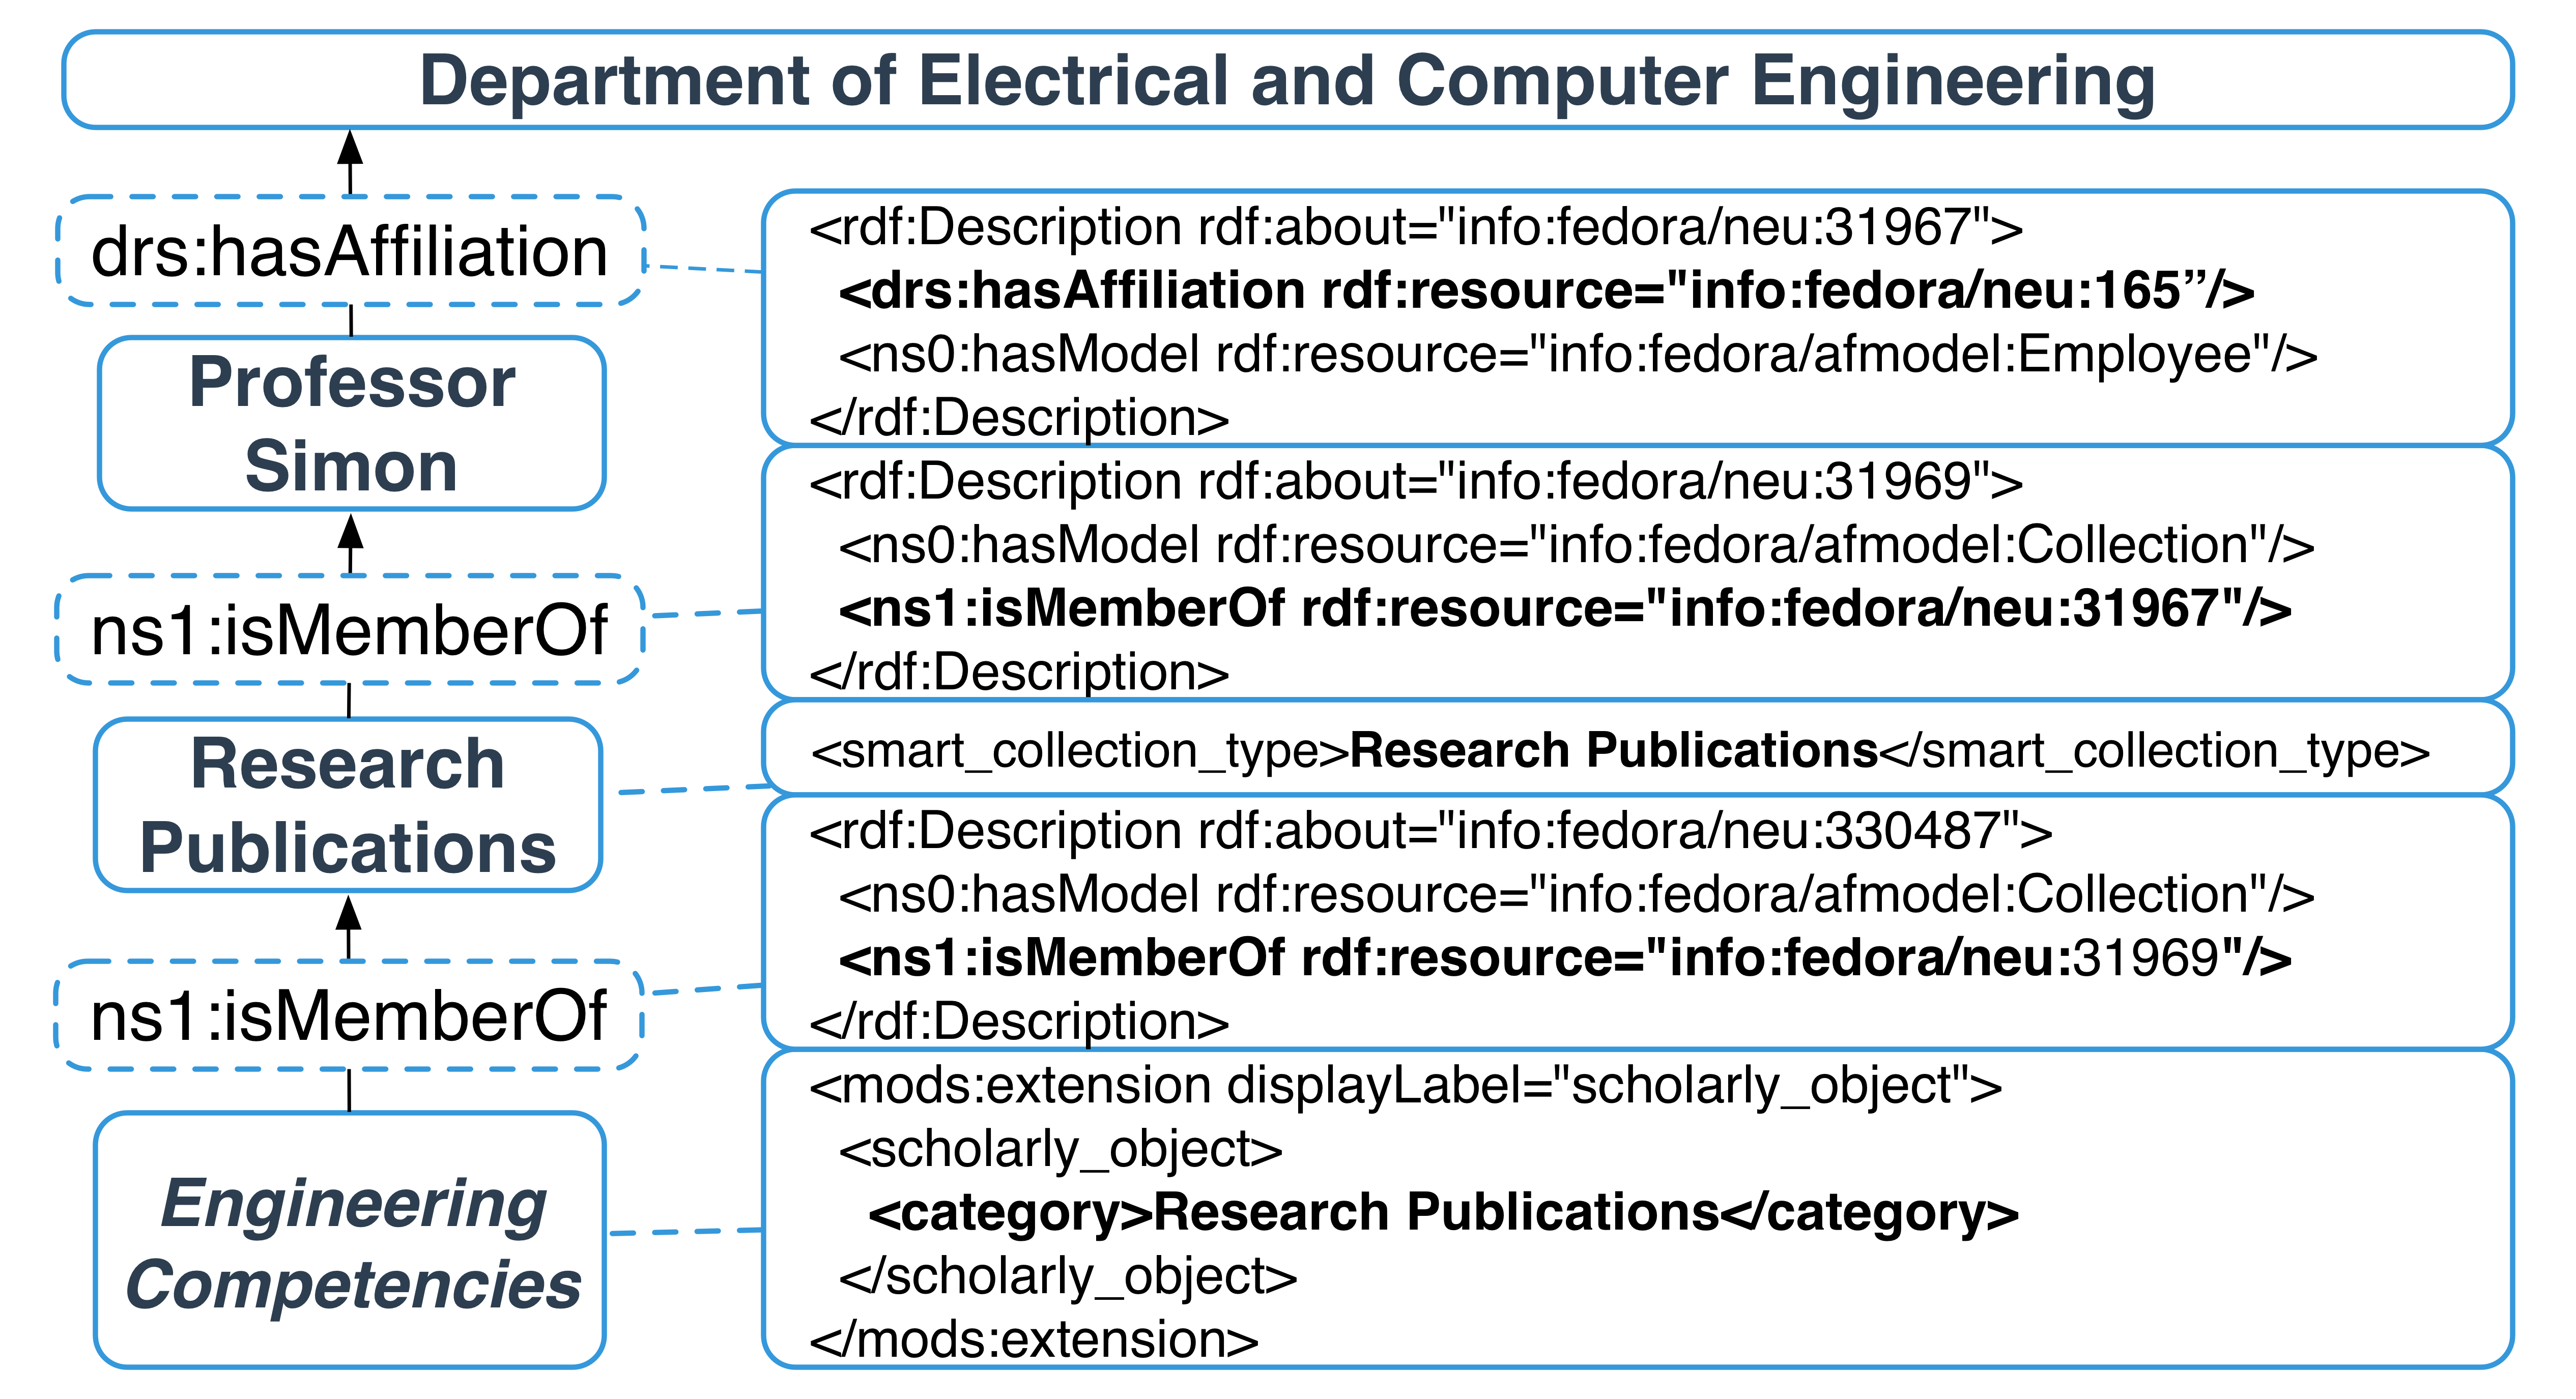 Department of Electrical and Computer Engineering
drs:hasAffiliation
<rdf:Description rdf:about="info:fedora/neu:31967">
<drs:hasAffiliation rdf:resource="info:fedora/neu:165”/>
<ns0:hasModel rdf:resource="info:fedora/afmodel:Employee"/>
</rdf:Description>
Professor
Simon
<rdf:Description rdf:about="info:fedora/neu:31969">
<ns0:hasModel rdf:resource="info:fedora/afmodel:Collection"/>
<ns1:isMemberOf rdf:resource="info:fedora/neu:31967"/>
</rdf:Description>
ns1:isMemberOf
Research
Publications
<smart_collection_type>Research Publications</smart_collection_type>
<rdf:Description rdf:about="info:fedora/neu:330487">
<ns0:hasModel rdf:resource="info:fedora/afmodel:Collection"/>
<ns1:isMemberOf rdf:resource="info:fedora/neu:31969"/>
</rdf:Description>
ns1:isMemberOf
Engineering
Competencies
<mods:extension displayLabel="scholarly_object">
<scholarly_object>
<category>Research Publications</category>
</scholarly_object>
</mods:extension>